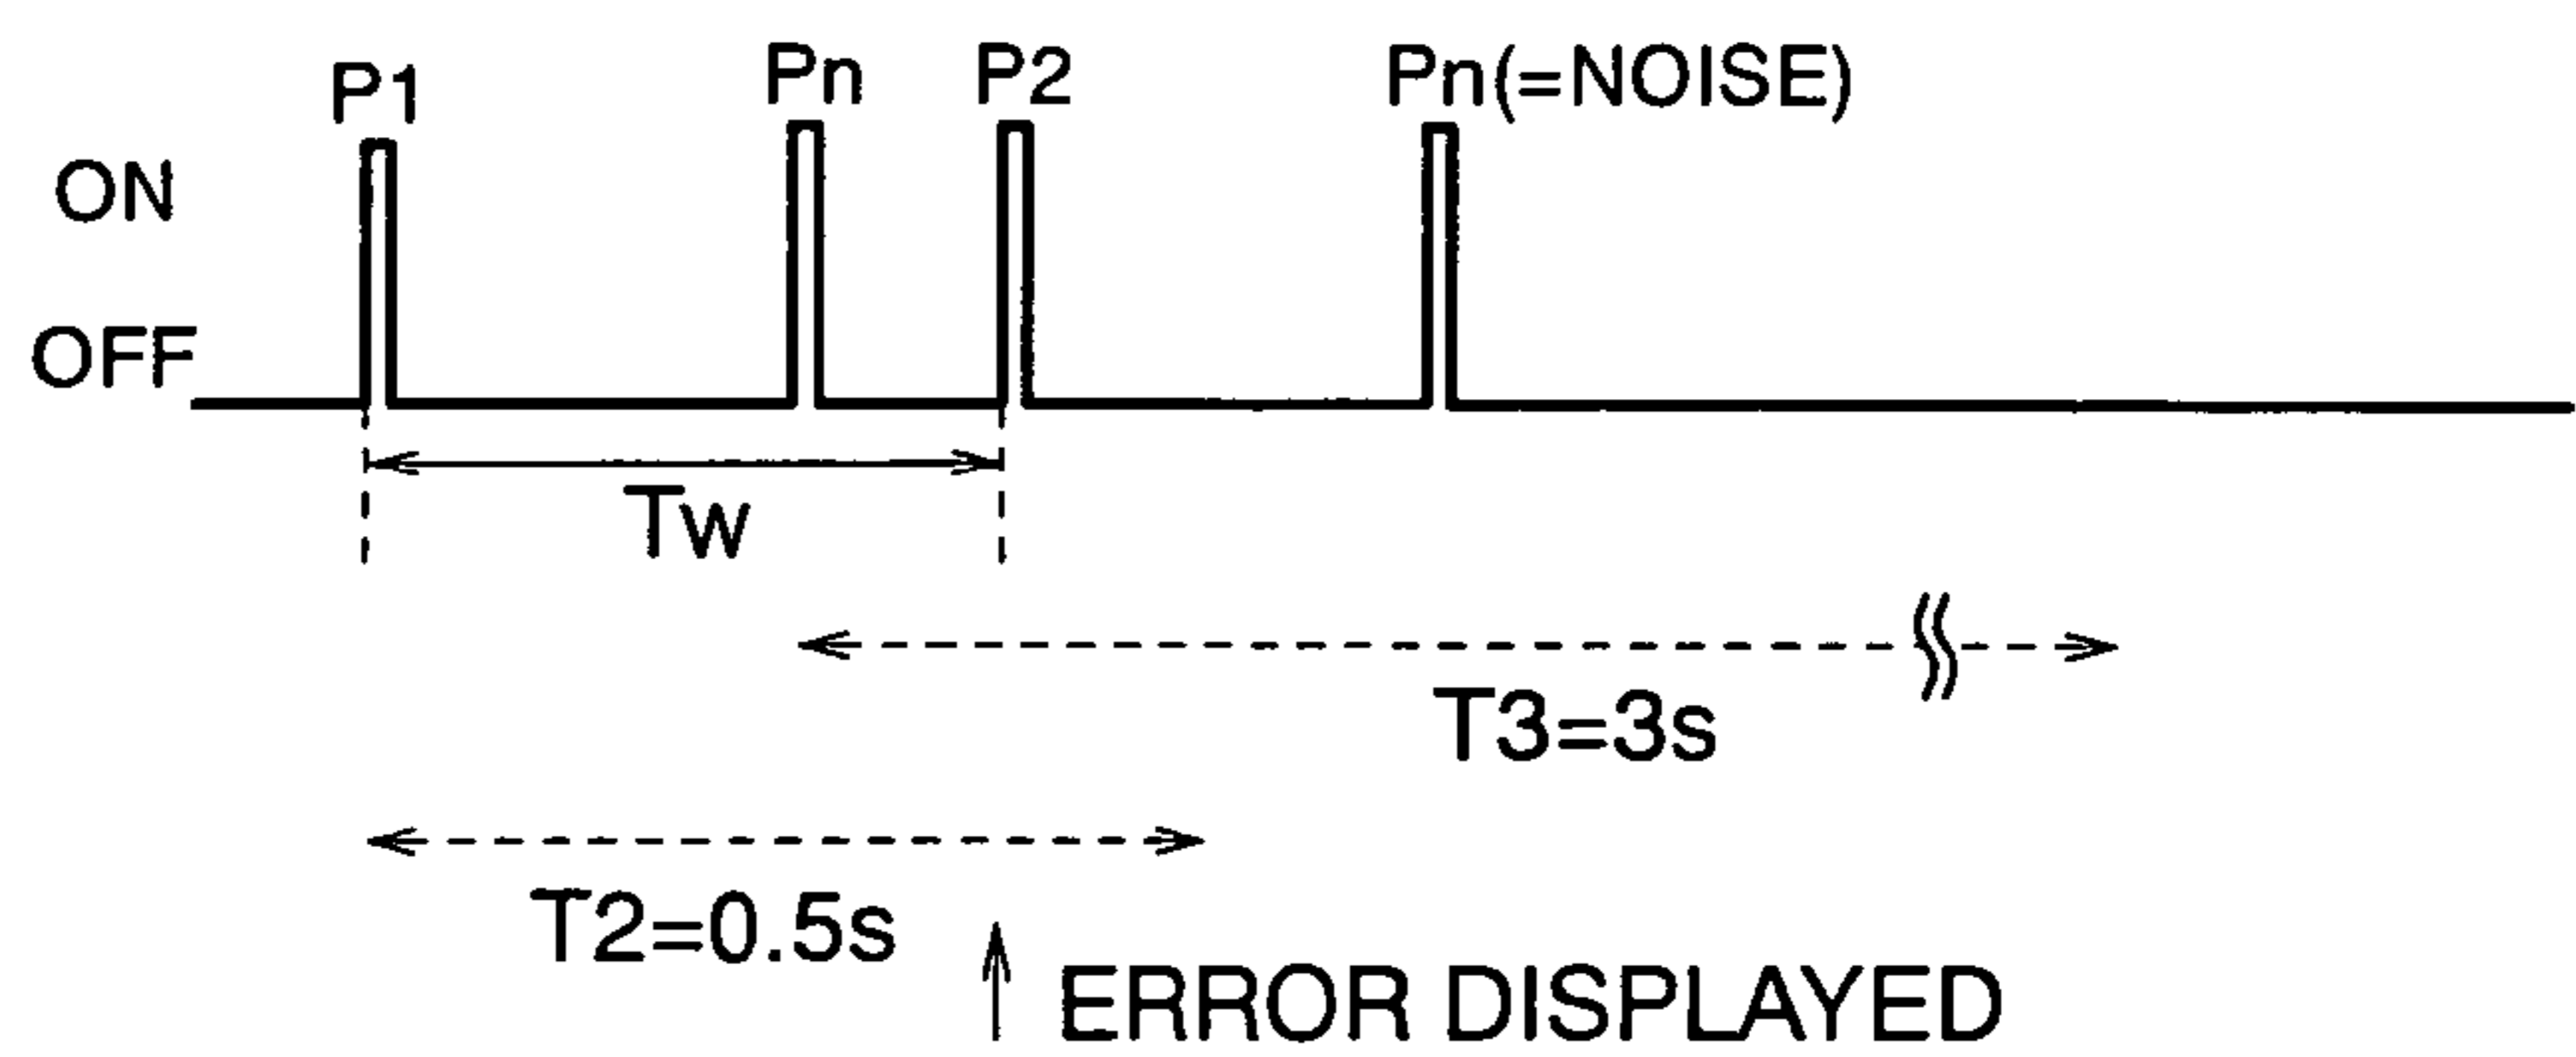 P1 Pn P2 Pn(=NOISE)
ON
OFF
Tw
T3=3s
T2=0.5s
ERROR DISPLAYED